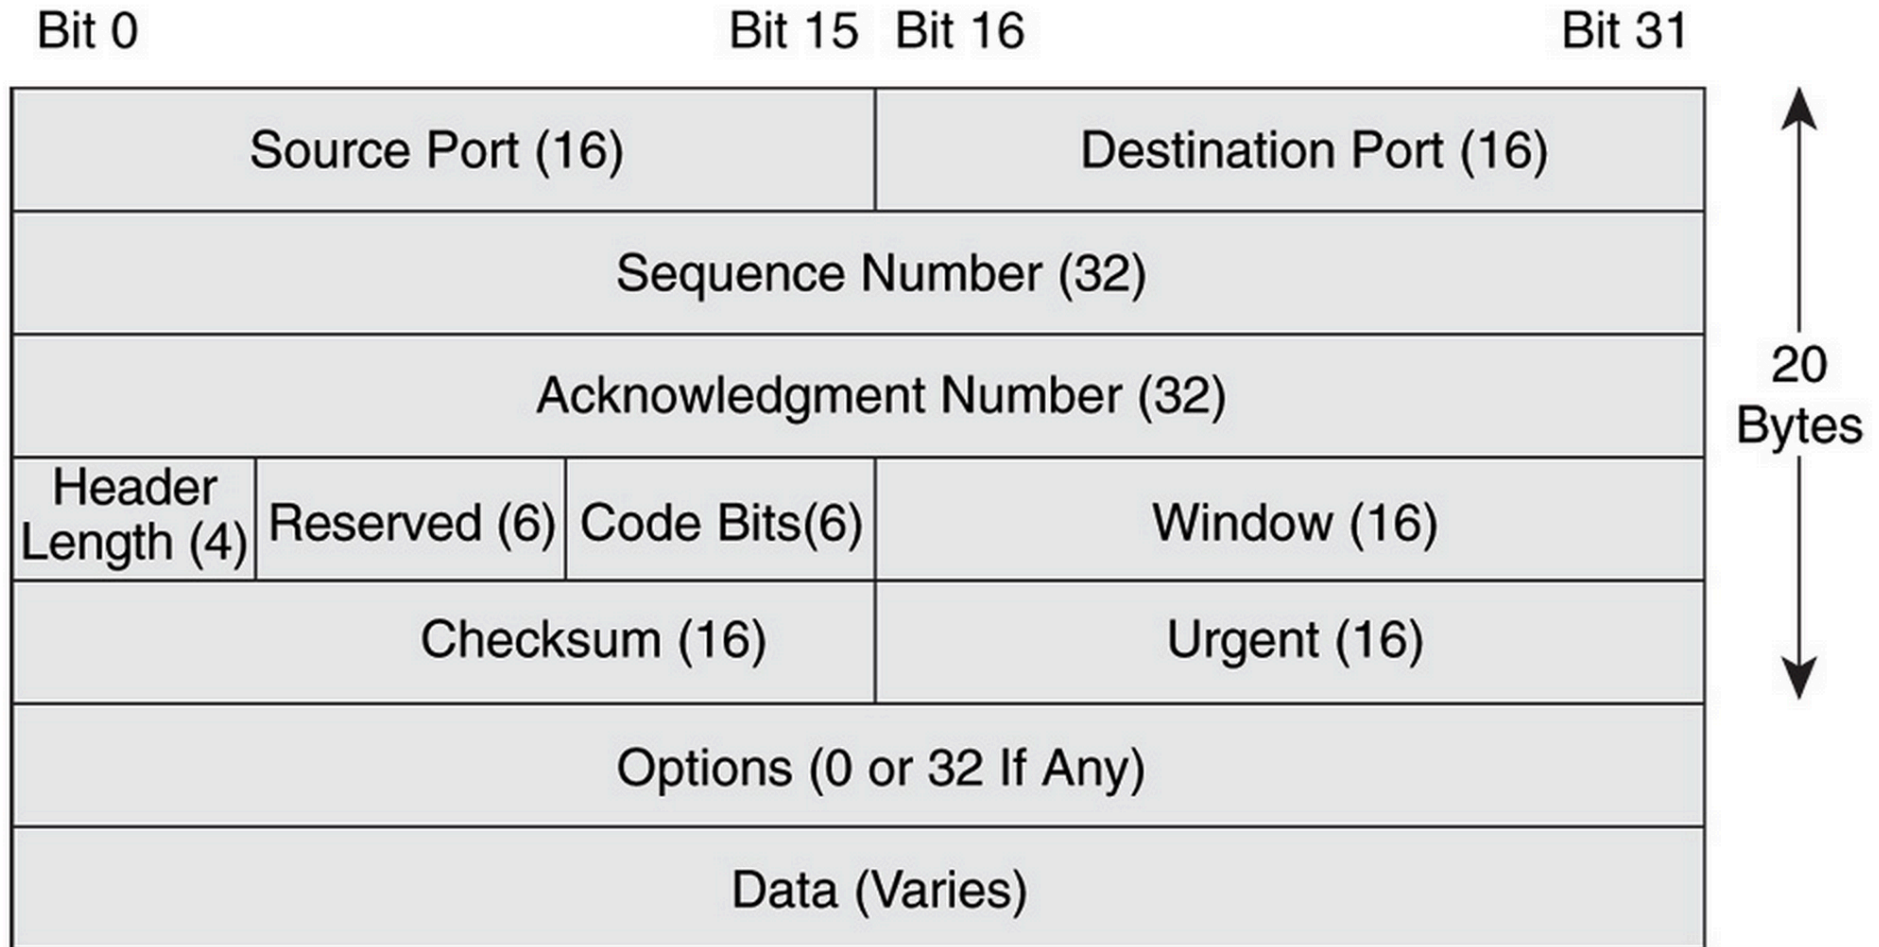 Bit 0 Bit 15 Bit 16 Bit 31
Source Port (16) Destination Port (16)
Sequence Number (32)
Acknowledgment Number (32)
20
Bytes
Header
Length (4) Reserved (6) Code Bits(6) Window (16)
Checksum (16) Urgent (16)
Options (0 or 32 If Any)
Data (Varies)